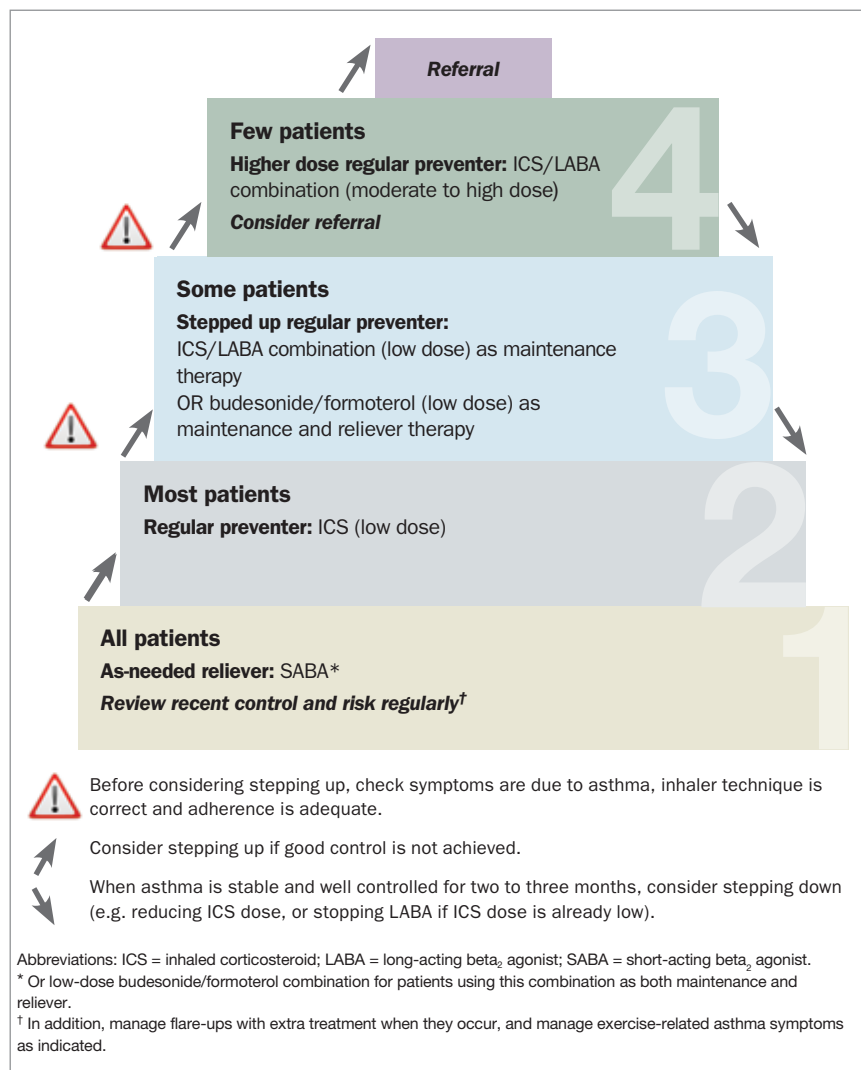 Referral
4
Few patients
Higher dose regular preventer: ICS/LABA
combination (moderate to high dose)
Consider referral
3
Some patients
Stepped up regular preventer:
ICS/LABA combination (low dose) as maintenance
therapy
OR budesonide/formoterol (low dose) as
maintenance and reliever therapy
2
Most patients
Regular preventer: ICS (low dose)
1
All patients
As-needed reliever: SABA*
Review recent control and risk regularly†
Before considering stepping up, check symptoms are due to asthma, inhaler technique is
correct and adherence is adequate.
Consider stepping up if good control is not achieved.
When asthma is stable and well controlled for two to three months, consider stepping down
(e.g. reducing ICS dose, or stopping LABA if ICS dose is already low).
Abbreviations: ICS = inhaled corticosteroid; LABA = long-acting beta₂ agonist; SABA = short-acting beta₂ agonist.
* Or low-dose budesonide/formoterol combination for patients using this combination as both maintenance and
reliever.
† In addition, manage flare-ups with extra treatment when they occur, and manage exercise-related asthma symptoms
as indicated.